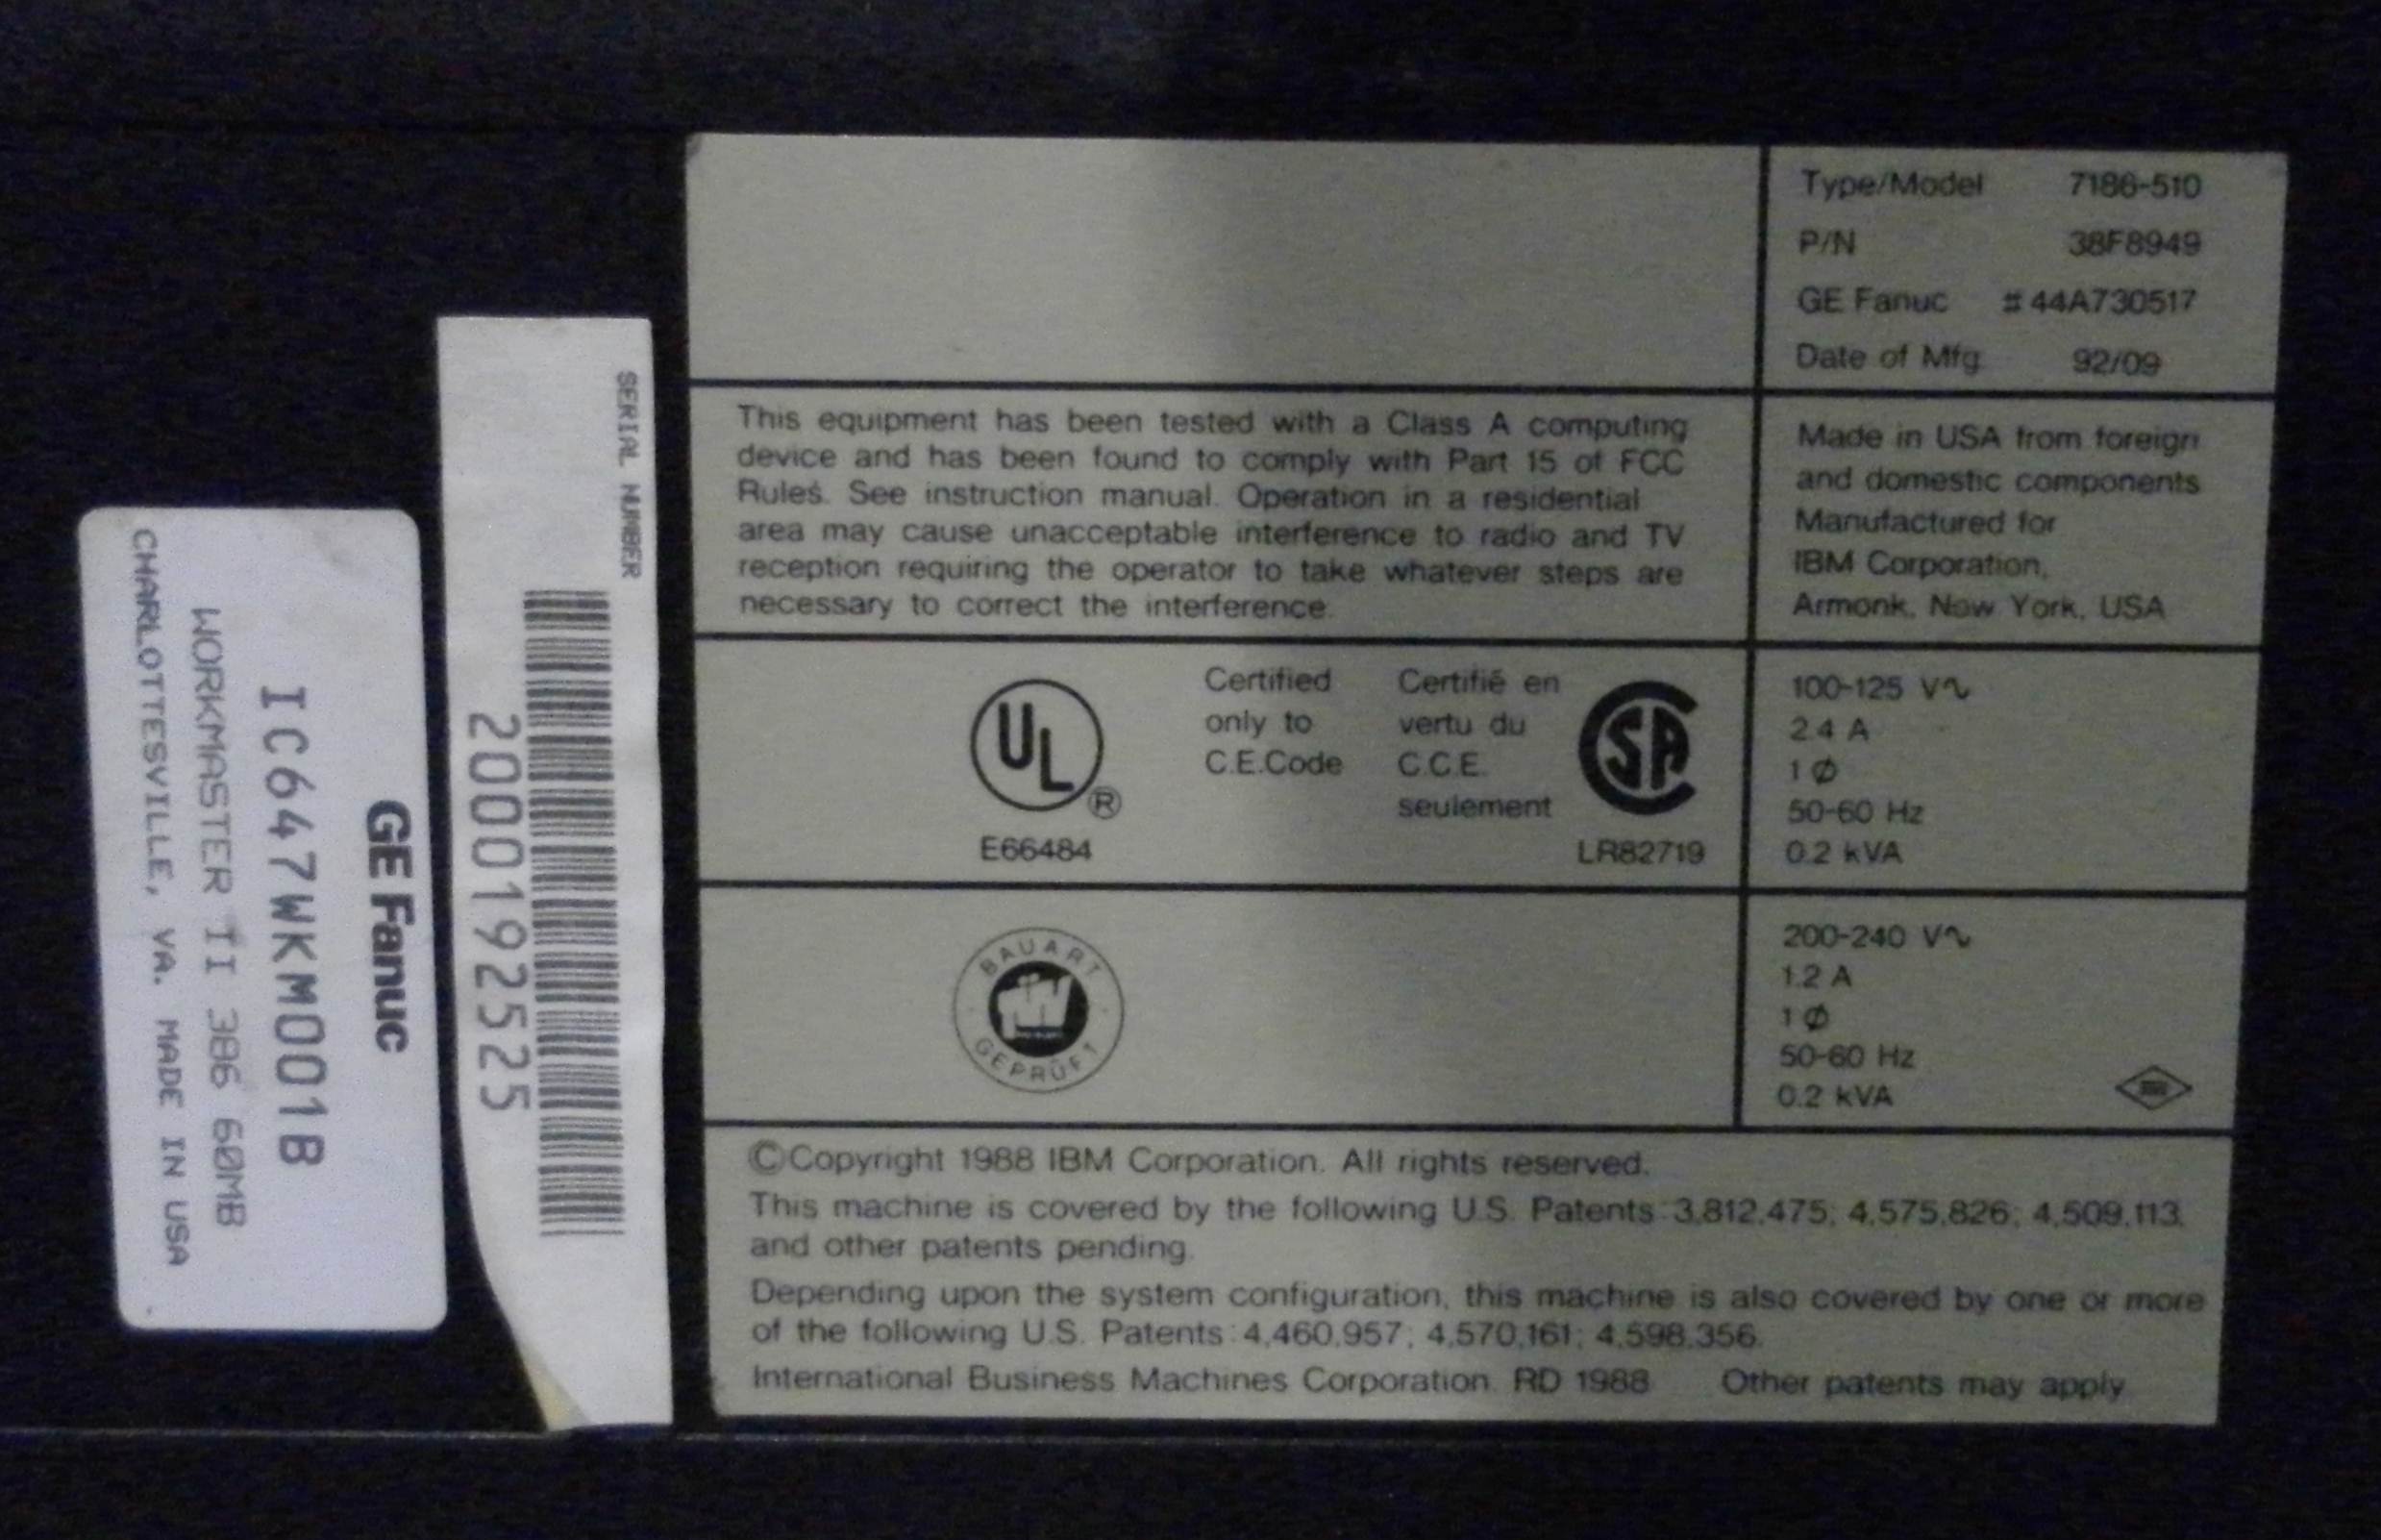 GE Fanuc
IC647WKM001B
WORKMASTER II 386 60MB
CHARLOTTESVILLE, VA. MADE IN USA
SERIAL NUMBER
2000192525
Type/Model 7186-510
P/N 38F8949
GE Fanuc #44A730517
Date of Mfg. 92/09
This equipment has been tested with a Class A computing
device and has been found to comply with Part 15 of FCC
Rules. See instruction manual. Operation in a residential
area may cause unacceptable interference to radio and TV
reception requiring the operator to take whatever steps are
necessary to correct the interference.
Made in USA from foreign
and domestic components
Manufactured for
IBM Corporation,
Armonk, New York, USA
UL ®
E66484
Certified
only to
C.E.Code
Certifié en
vertu du
C.C.E.
seulement
SA
LR82719
100-125 V∿
2.4 A
1 Ø
50-60 Hz
0.2 kVA
BAUART
GEPRÜFT
200-240 V∿
1.2 A
1 Ø
50-60 Hz
0.2 kVA
©Copyright 1988 IBM Corporation. All rights reserved.
This machine is covered by the following U.S. Patents: 3,812,475; 4,575,826; 4,509,113,
and other patents pending.
Depending upon the system configuration, this machine is also covered by one or more
of the following U.S. Patents: 4,460,957; 4,570,161; 4,598,356.
International Business Machines Corporation. RD 1988 Other patents may apply